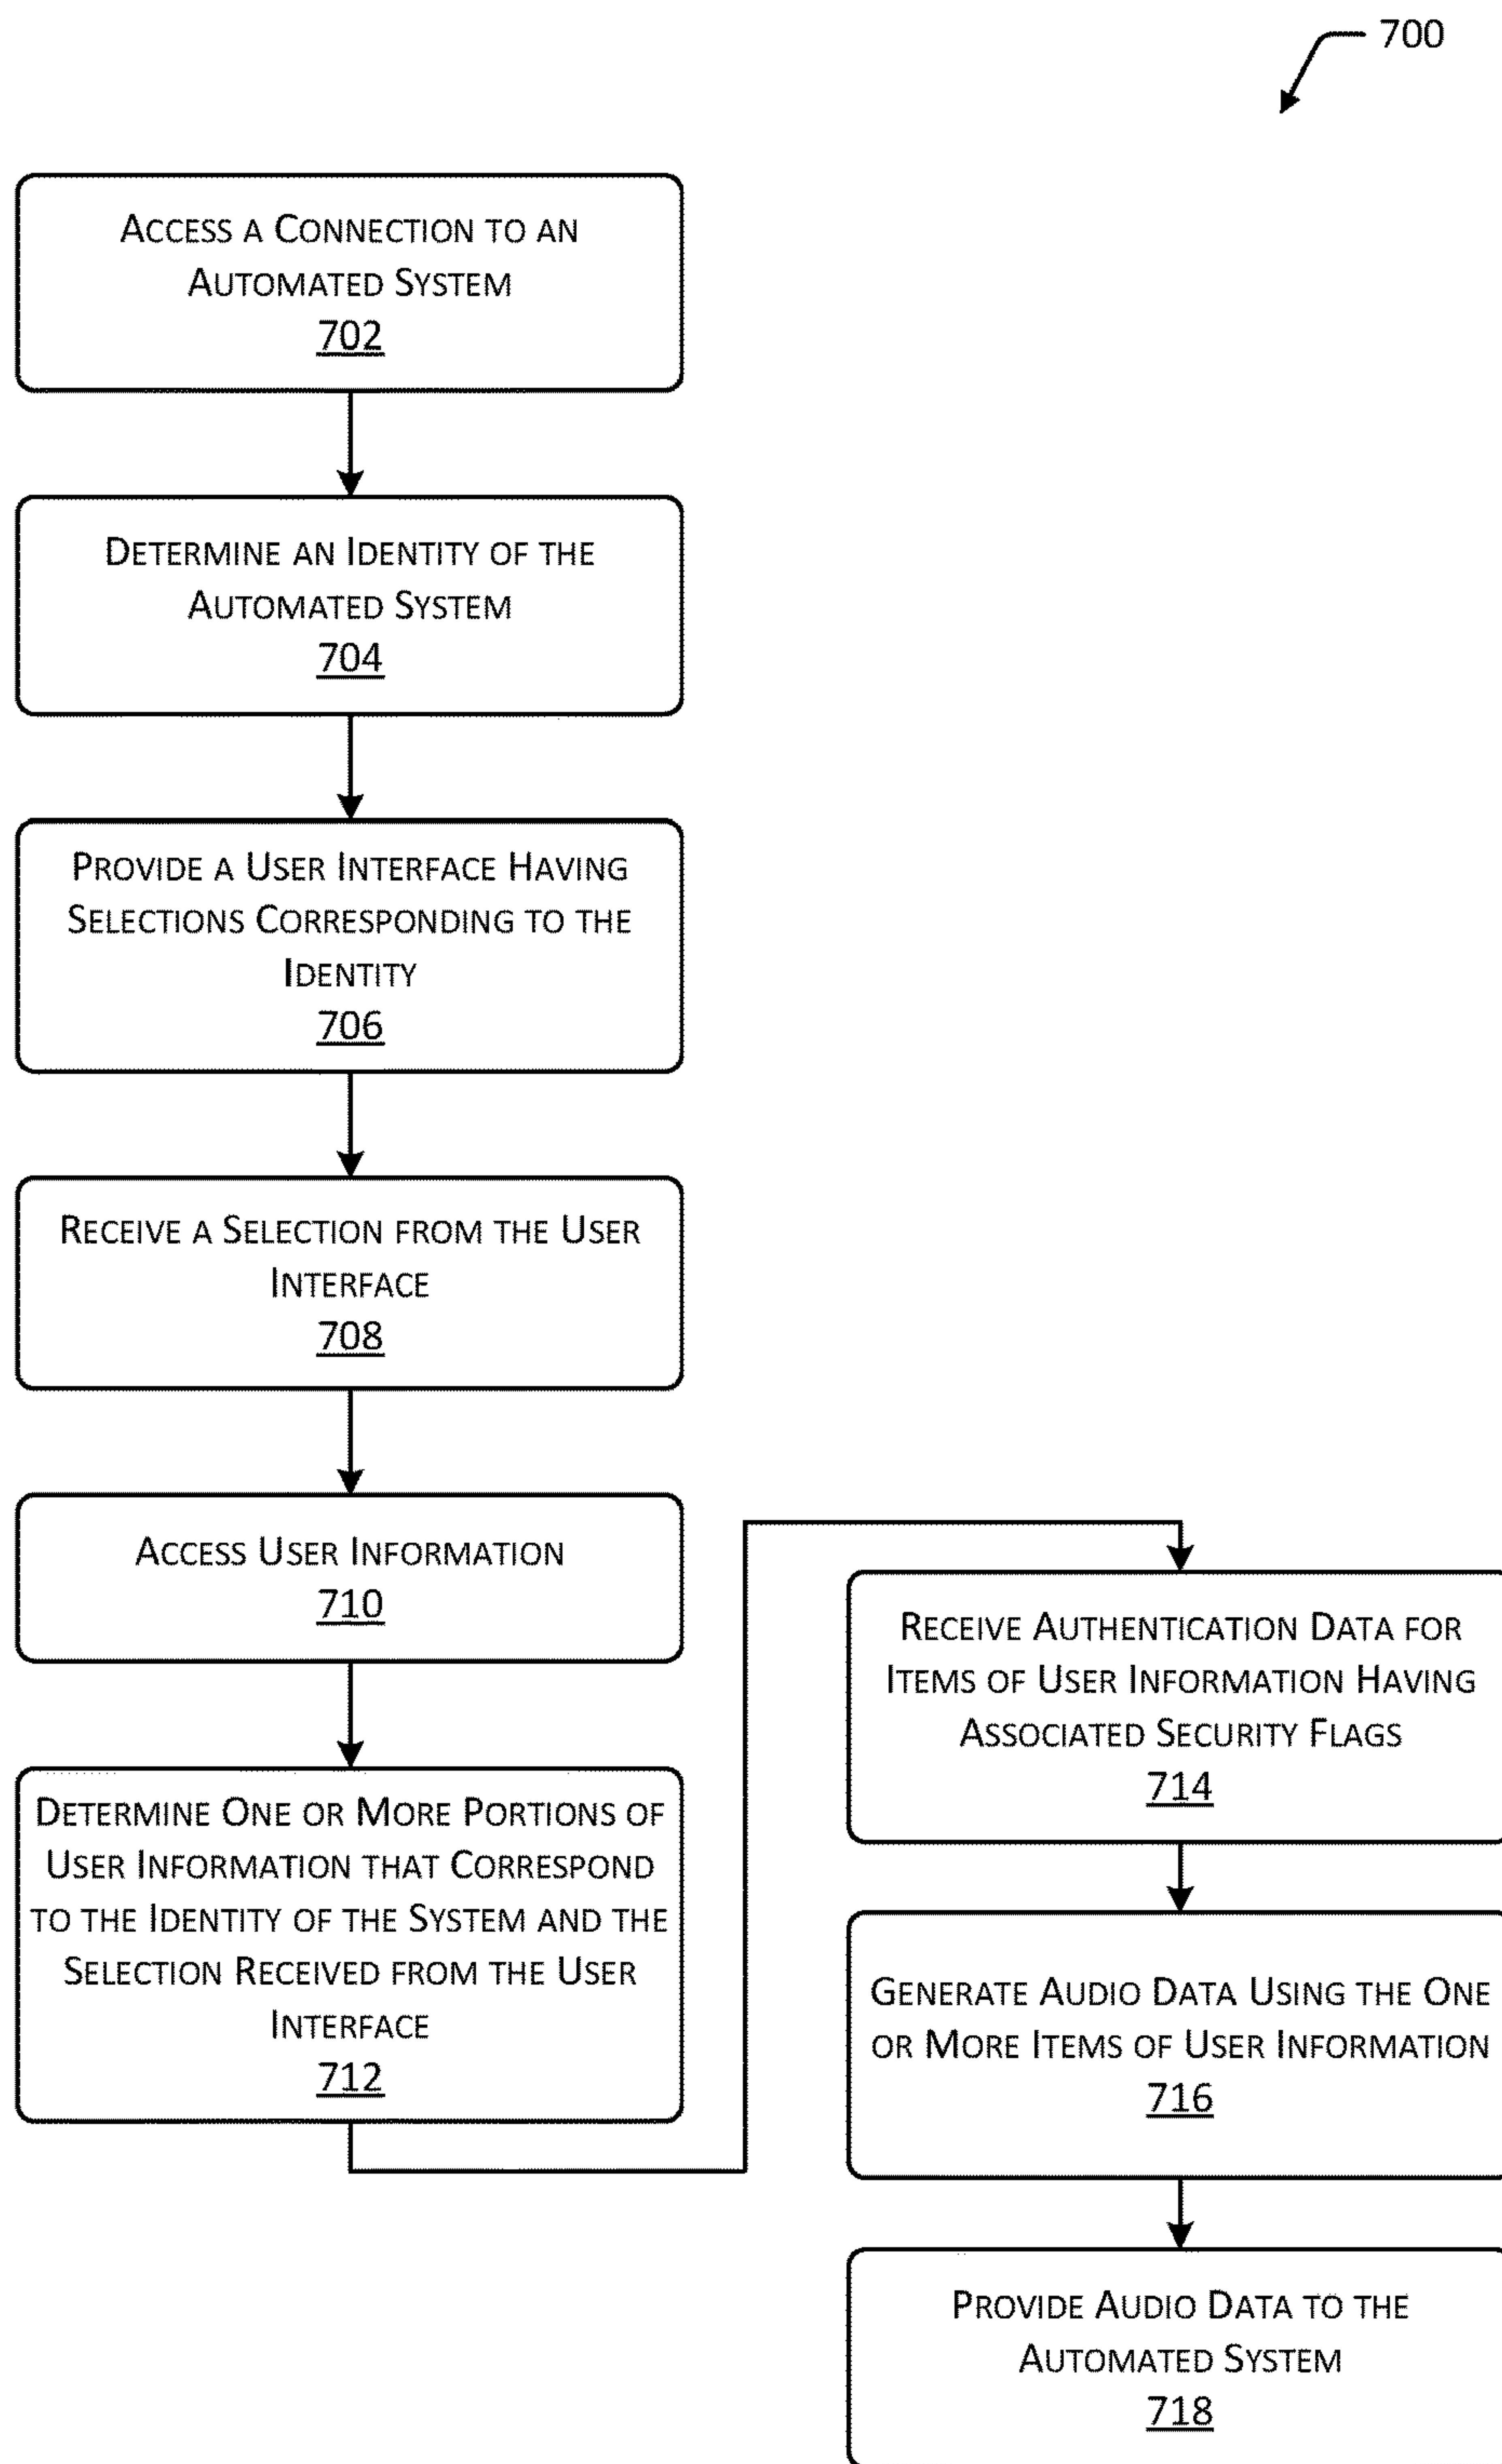 700
ACCESS A CONNECTION TO AN
AUTOMATED SYSTEM
702
DETERMINE AN IDENTITY OF THE
AUTOMATED SYSTEM
704
PROVIDE A USER INTERFACE HAVING
SELECTIONS CORRESPONDING TO THE
IDENTITY
706
RECEIVE A SELECTION FROM THE USER
INTERFACE
708
ACCESS USER INFORMATION
710
DETERMINE ONE OR MORE PORTIONS OF
USER INFORMATION THAT CORRESPOND
TO THE IDENTITY OF THE SYSTEM AND THE
SELECTION RECEIVED FROM THE USER
INTERFACE
712
RECEIVE AUTHENTICATION DATA FOR
ITEMS OF USER INFORMATION HAVING
ASSOCIATED SECURITY FLAGS
714
GENERATE AUDIO DATA USING THE ONE
OR MORE ITEMS OF USER INFORMATION
716
PROVIDE AUDIO DATA TO THE
AUTOMATED SYSTEM
718